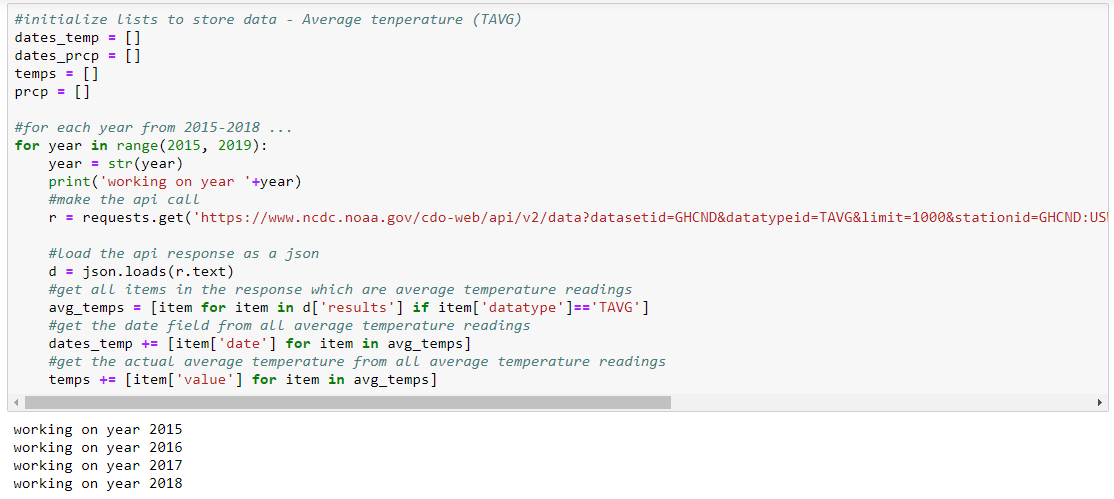 #initialize lists to store data - Average tenperature (TAVG)
dates_temp = []
dates_prcp = []
temps = []
prcp = []
#for each year from 2015-2018 ...
for year in range(2015, 2019):
    year = str(year)
    print('working on year '+year)
    #make the api call
    r = requests.get('https://www.ncdc.noaa.gov/cdo-web/api/v2/data?datasetid=GHCND&datatypeid=TAVG&limit=1000&stationid=GHCND:US
    #load the api response as a json
    d = json.loads(r.text)
    #get all items in the response which are average temperature readings
    avg_temps = [item for item in d['results'] if item['datatype']=='TAVG']
    #get the date field from all average temperature readings
    dates_temp += [item['date'] for item in avg_temps]
    #get the actual average temperature from all average temperature readings
    temps += [item['value'] for item in avg_temps]
working on year 2015
working on year 2016
working on year 2017
working on year 2018